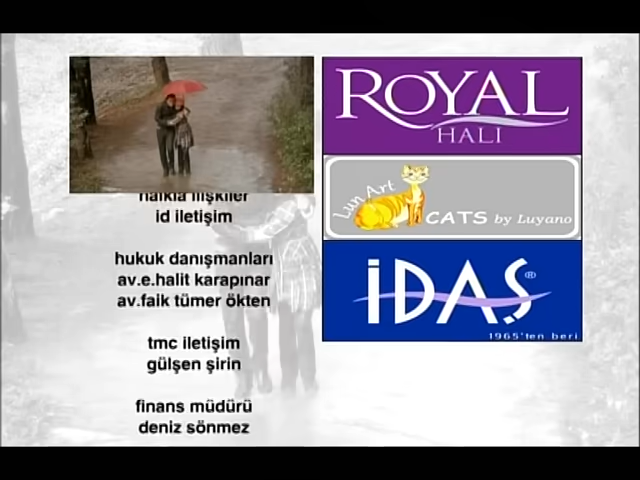 halkla ilişkiler
id iletişim
hukuk danışmanları
av.e.halit karapınar
av.faik tümer ökten
tmc iletişim
gülşen şirin
finans müdürü
deniz sönmez
ROYAL
HALI
Lun Art
CATS by Luyano
İDAŞ®
1965'ten beri